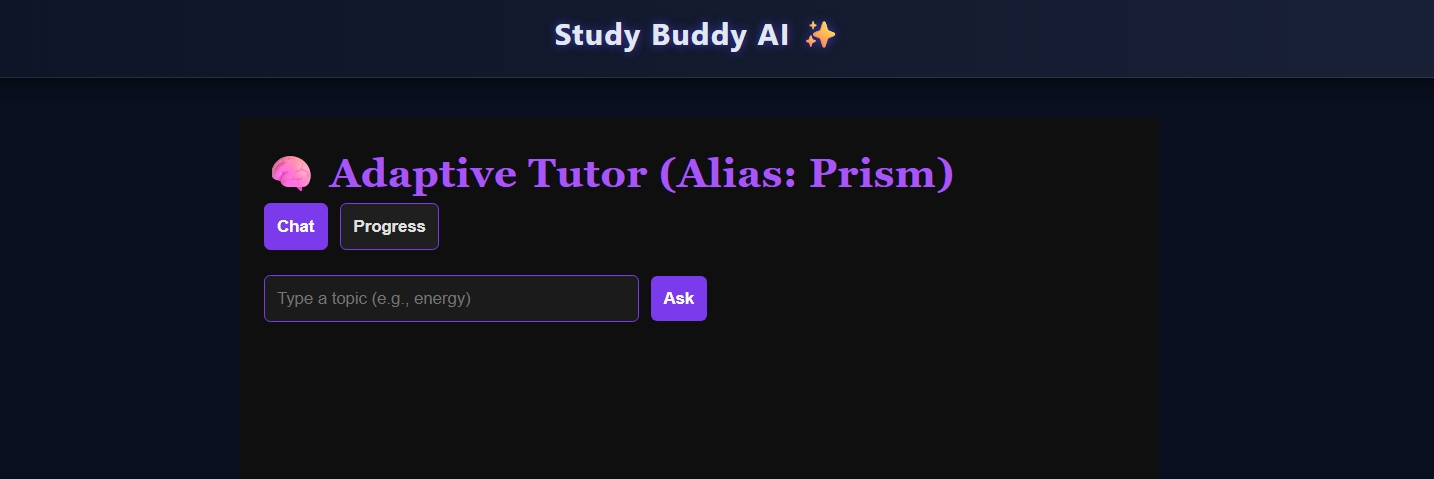 Study Buddy AI ✨
🧠 Adaptive Tutor (Alias: Prism)
Chat Progress
Type a topic (e.g., energy) Ask